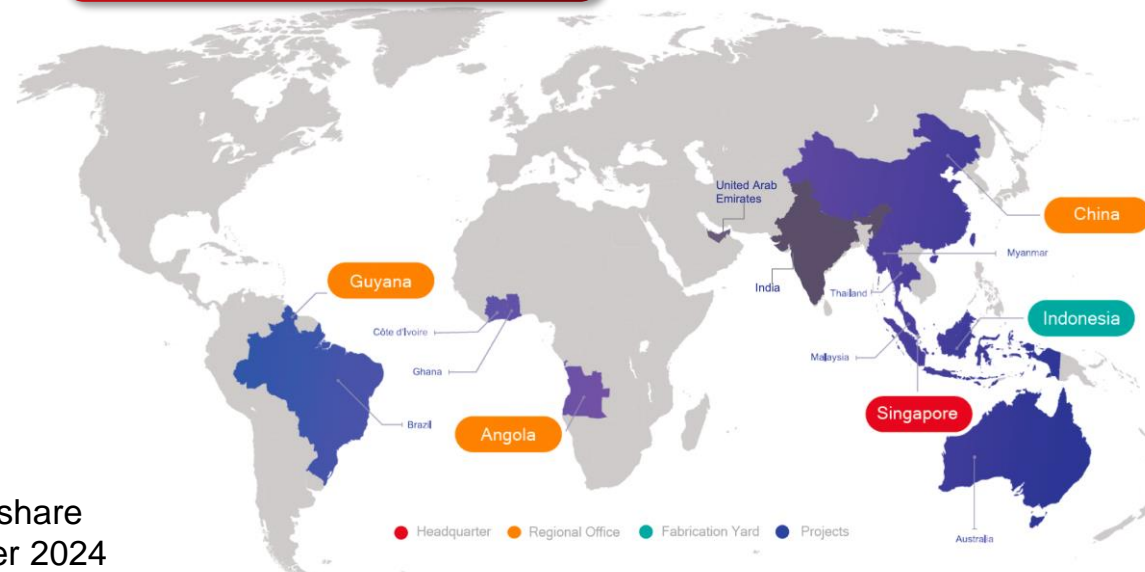 United Arab
Emirates
China
Myanmar
India
Thailand
Guyana
Côte d'Ivoire
Indonesia
Malaysia
Ghana
Singapore
Brazil
Angola
share
er 2024
Headquarter
Regional Office
Fabrication Yard
Projects
Australia